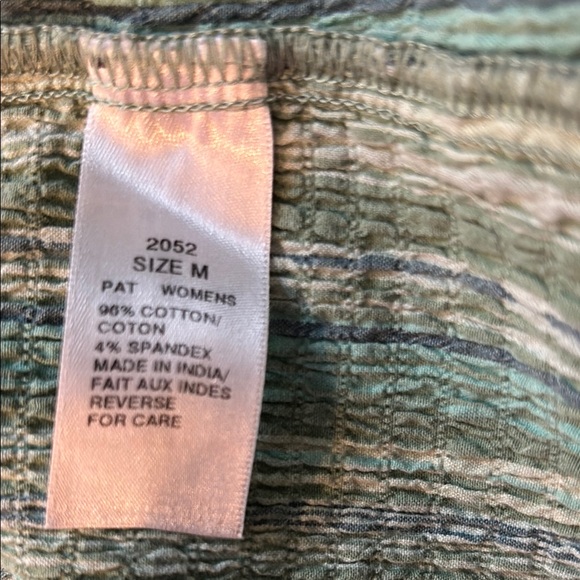 2052
SIZE M
PAT WOMENS
96% COTTON/
COTON
4% SPANDEX
MADE IN INDIA/
FAIT AUX INDES
REVERSE
FOR CARE